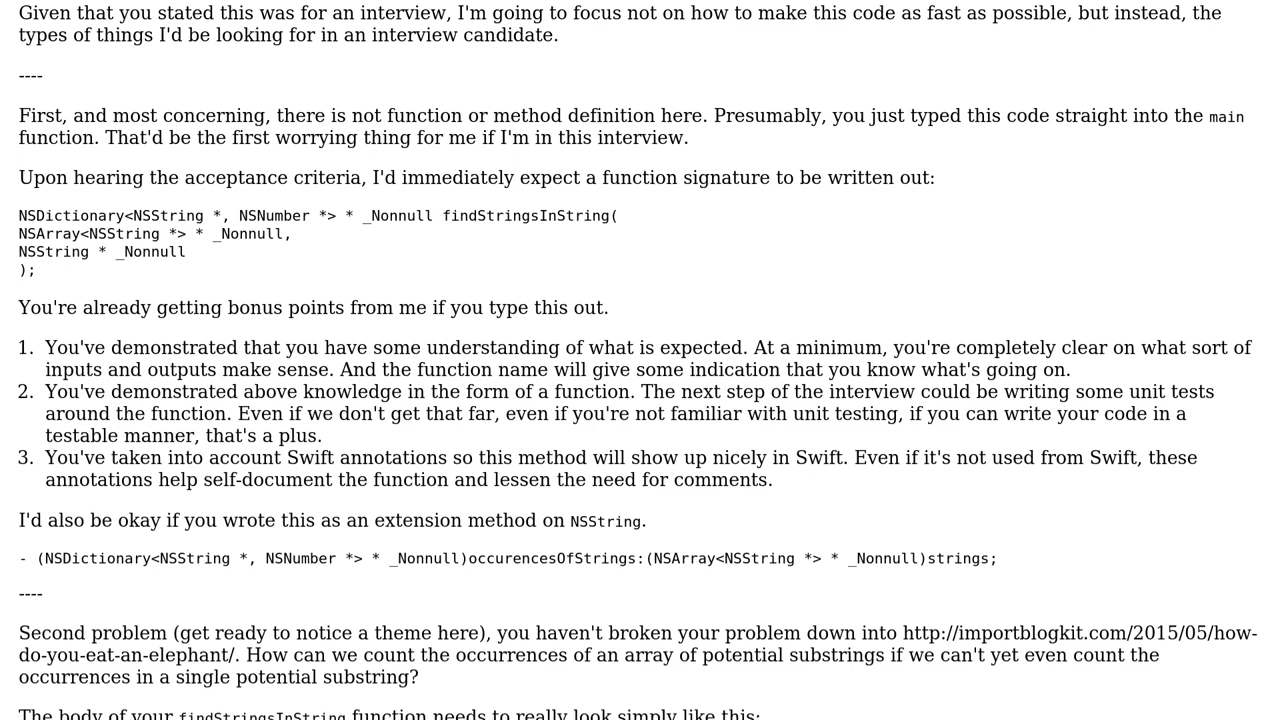 Given that you stated this was for an interview, I'm going to focus not on how to make this code as fast as possible, but instead, the
types of things I'd be looking for in an interview candidate.
----
First, and most concerning, there is not function or method definition here. Presumably, you just typed this code straight into the main
function. That'd be the first worrying thing for me if I'm in this interview.
Upon hearing the acceptance criteria, I'd immediately expect a function signature to be written out:
NSDictionary<NSString *, NSNumber *> * _Nonnull findStringsInString(
NSArray<NSString *> * _Nonnull,
NSString * _Nonnull
);
You're already getting bonus points from me if you type this out.
1. You've demonstrated that you have some understanding of what is expected. At a minimum, you're completely clear on what sort of
inputs and outputs make sense. And the function name will give some indication that you know what's going on.
2. You've demonstrated above knowledge in the form of a function. The next step of the interview could be writing some unit tests
around the function. Even if we don't get that far, even if you're not familiar with unit testing, if you can write your code in a
testable manner, that's a plus.
3. You've taken into account Swift annotations so this method will show up nicely in Swift. Even if it's not used from Swift, these
annotations help self-document the function and lessen the need for comments.
I'd also be okay if you wrote this as an extension method on NSString.
- (NSDictionary<NSString *, NSNumber *> * _Nonnull)occurencesOfStrings:(NSArray<NSString *> * _Nonnull)strings;
----
Second problem (get ready to notice a theme here), you haven't broken your problem down into http://importblogkit.com/2015/05/how-
do-you-eat-an-elephant/. How can we count the occurrences of an array of potential substrings if we can't yet even count the
occurrences in a single potential substring?
The body of your findStringsInString function needs to really look simply like this: